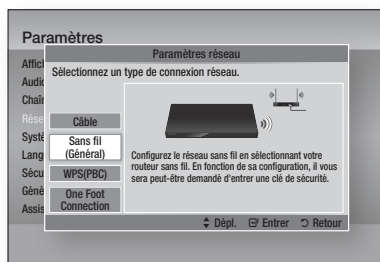 Paramètres
Paramètres réseau
Sélectionnez un type de connexion réseau.
Câble
Sans fil
(Général)
WPS(PBC)
One Foot
Connection
Configurez le réseau sans fil en sélectionnant votre
routeur sans fil. En fonction de sa configuration, il vous
sera peut-être demandé d'entrer une clé de sécurité.
Dépl. Entrer Retour